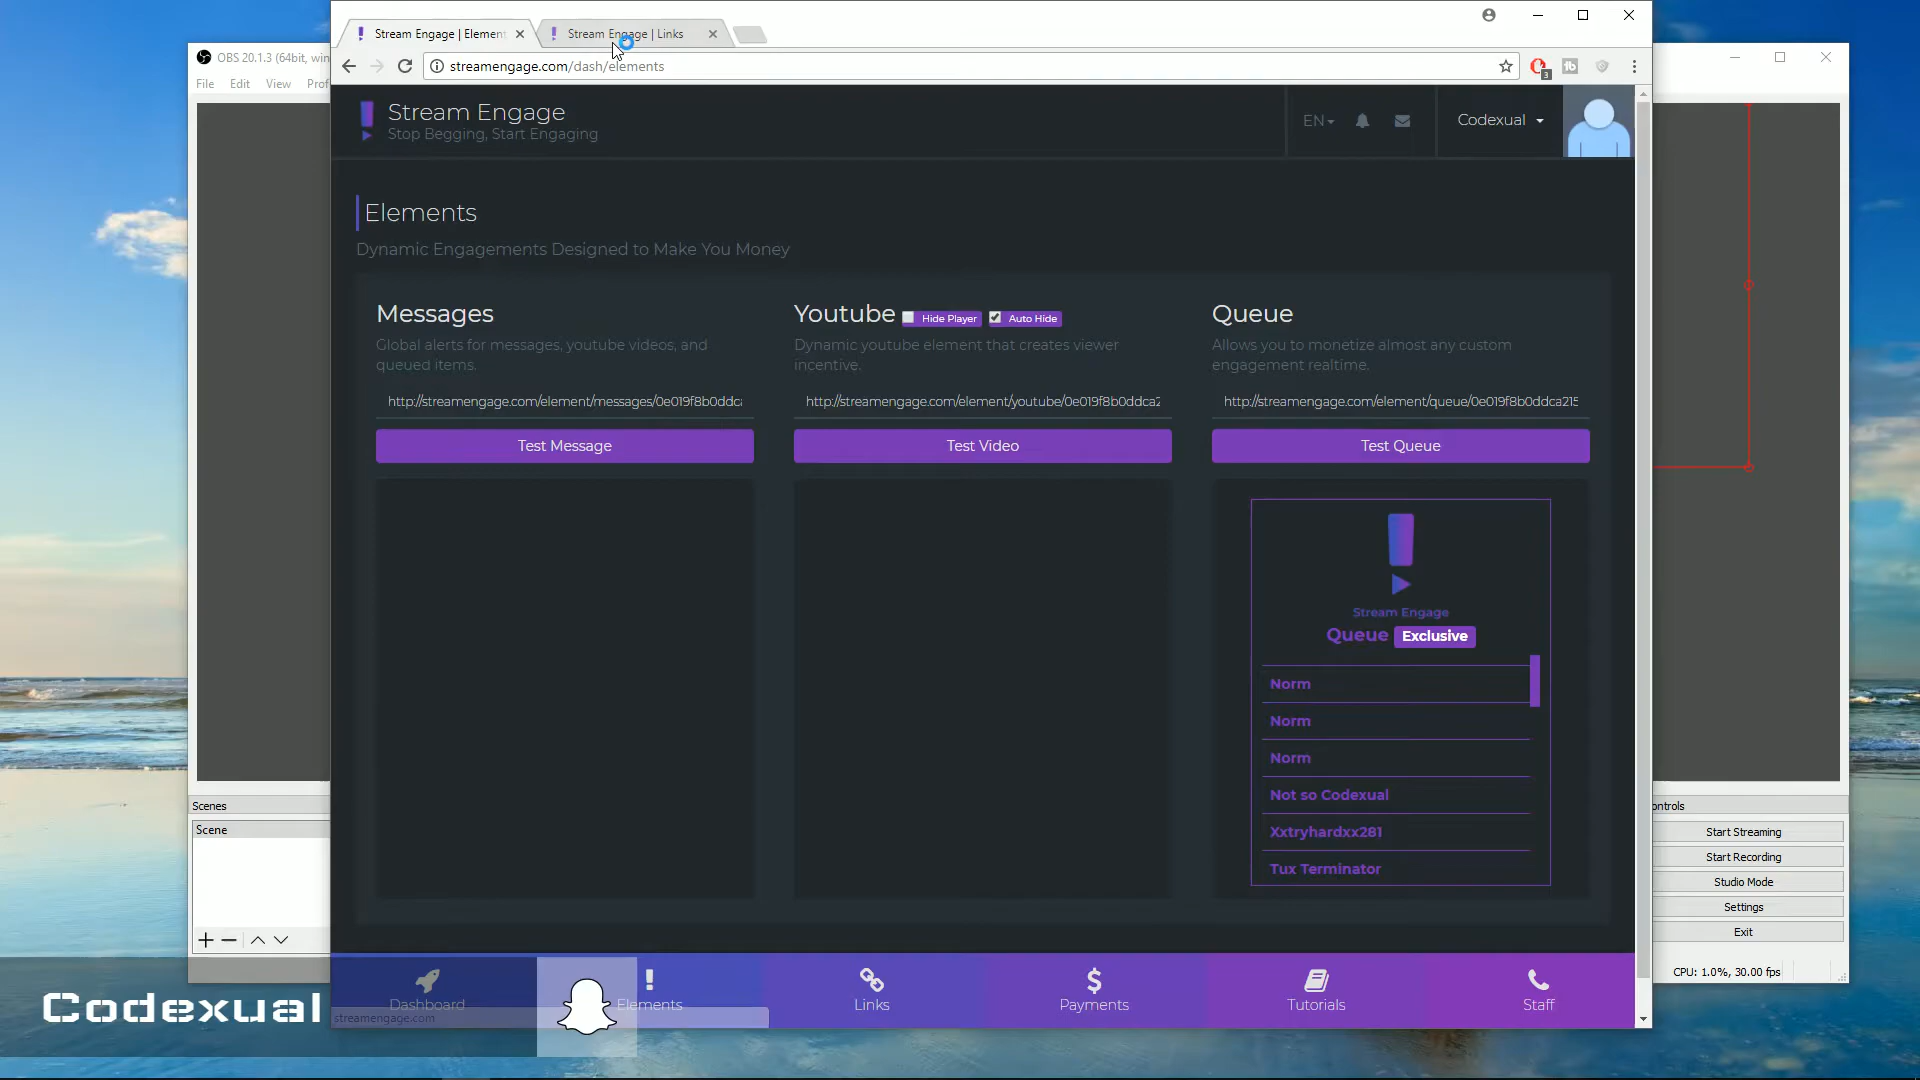 Stream Engage | Element
Stream Engage | Links
OBS 20.1.3 (64bit, win
File Edit View Prof
streamengage.com/dash/elements
3
Stream Engage
Stop Begging, Start Engaging
EN
Codexual
Elements
Dynamic Engagements Designed to Make You Money
Messages
Global alerts for messages, youtube videos, and
queued items.
http://streamengage.com/element/messages/0e019f8b0ddca
Test Message
Youtube Hide Player Auto Hide
Dynamic youtube element that creates viewer
incentive.
http://streamengage.com/element/youtube/0e019f8b0ddca2
Test Video
Queue
Allows you to monetize almost any custom
engagement realtime.
http://streamengage.com/element/queue/0e019f8b0ddca215
Test Queue
Stream Engage
Queue Exclusive
Norm
Norm
Norm
Not so Codexual
Xxtryhardxx281
Tux Terminator
Scenes
Scene
ontrols
Start Streaming
Start Recording
Studio Mode
Settings
Exit
CPU: 1.0%, 30.00 fps
Dashboard
Elements
Links
Payments
Tutorials
Staff
streamengage.com
Codexual